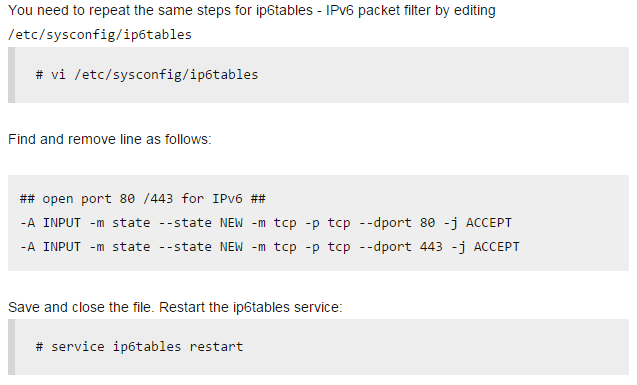 You need to repeat the same steps for ip6tables - IPv6 packet filter by editing
/etc/sysconfig/ip6tables
# vi /etc/sysconfig/ip6tables
Find and remove line as follows:
## open port 80 /443 for IPv6 ##
-A INPUT -m state --state NEW -m tcp -p tcp --dport 80 -j ACCEPT
-A INPUT -m state --state NEW -m tcp -p tcp --dport 443 -j ACCEPT
Save and close the file. Restart the ip6tables service:
# service ip6tables restart